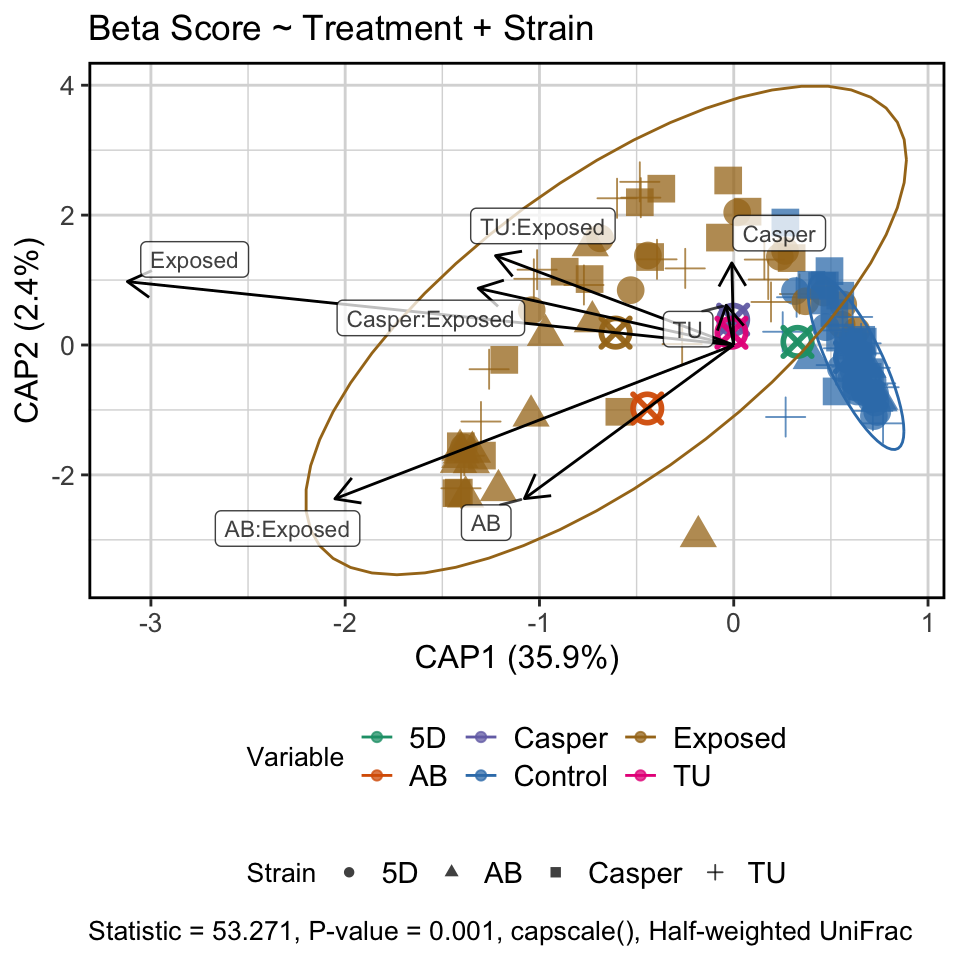 Beta Score ~ Treatment + Strain
4
2
0
-2
CAP2 (2.4%)
TU:Exposed
Casper
Exposed
Casper:Exposed
TU
AB:Exposed
AB
-3 -2 -1 0 1
CAP1 (35.9%)
Variable
5D Casper Exposed
AB Control TU
Strain 5D AB Casper TU
Statistic = 53.271, P-value = 0.001, capscale(), Half-weighted UniFrac